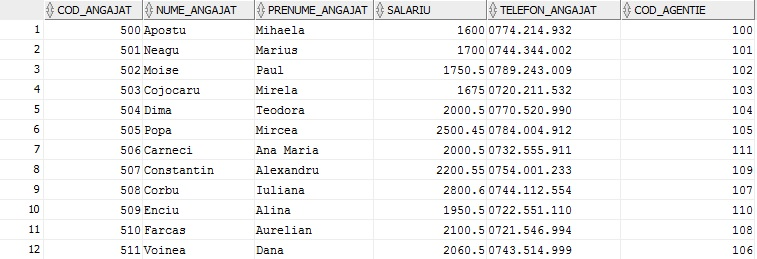 COD_ANGAJAT NUME_ANGAJAT PRENUME_ANGAJAT SALARIU TELEFON_ANGAJAT COD_AGENTIE
1 500 Apostu Mihaela 1600 0774.214.932 100
2 501 Neagu Marius 1700 0744.344.002 101
3 502 Moise Paul 1750.5 0789.243.009 102
4 503 Cojocaru Mirela 1675 0720.211.532 103
5 504 Dima Teodora 2000.5 0770.520.990 104
6 505 Popa Mircea 2500.45 0784.004.912 105
7 506 Carneci Ana Maria 2000.5 0732.555.911 111
8 507 Constantin Alexandru 2200.55 0754.001.233 109
9 508 Corbu Iuliana 2800.6 0744.112.554 107
10 509 Enciu Alina 1950.5 0722.551.110 110
11 510 Farcas Aurelian 2100.5 0721.546.994 108
12 511 Voinea Dana 2060.5 0743.514.999 106